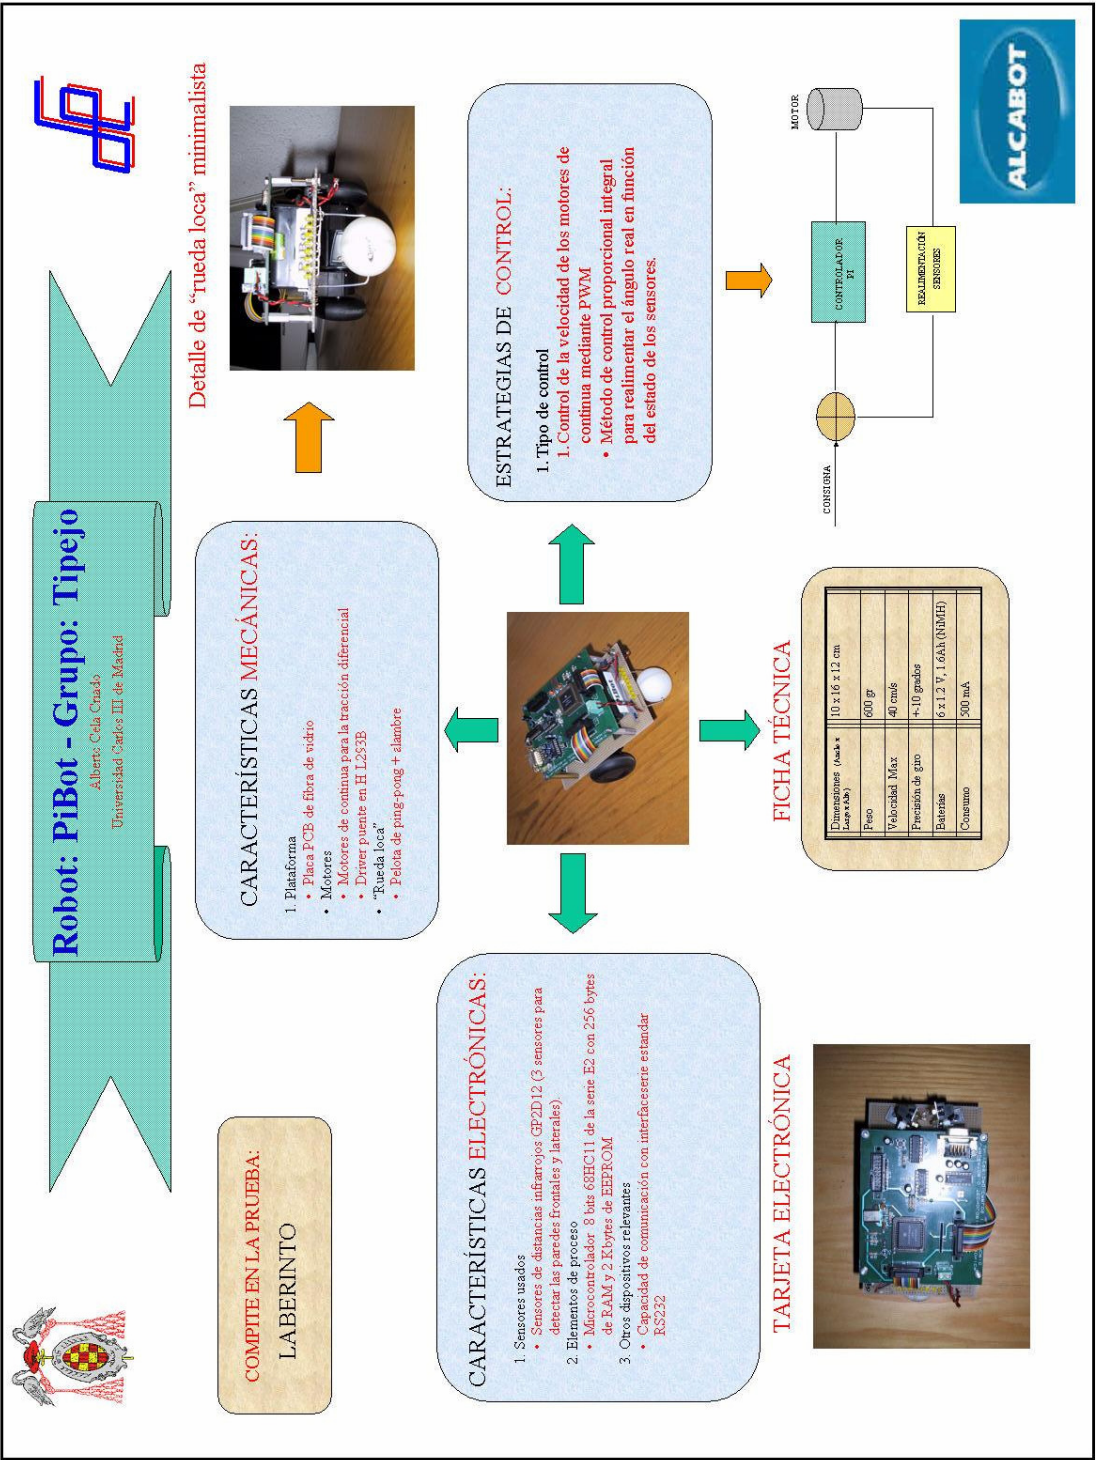 Robot: PiBot - Grupo: Tipejo
Alberto Cela Criado
Universidad Carlos III de Madrid
COMPITE EN LA PRUEBA:
LABERINTO
CARACTERÍSTICAS MECÁNICAS:
1. Plataforma
• Placa PCB de fibra de vidrio
• Motores
• Motores de continua para la tracción diferencial
• Driver puente en H L293B
• “Rueda loca”
• Pelota de ping-pong + alambre
Detalle de “rueda loca” minimalista
CARACTERÍSTICAS ELECTRÓNICAS:
1. Sensores usados
• Sensores de distancias infrarrojos GP2D12 (3 sensores para
detectar las paredes frontales y laterales).
2. Elementos de proceso
• Microcontrolador 8 bits 68HC11 de la serie E2 con 256 bytes
de RAM y 2 Kbytes de EEPROM
3. Otros dispositivos relevantes
• Capacidad de comunicación con interfaceserie estandar
RS232
ESTRATEGIAS DE CONTROL:
1. Tipo de control
1. Control de la velocidad de los motores de
continua mediante PWM
• Método de control proporcional integral
para realimentar el ángulo real en función
del estado de los sensores.
TARJETA ELECTRÓNICA
FICHA TÉCNICA
Dimensiones (Ancho x
Largo x Alto) 10 x 16 x 12 cm
Peso 600 gr
Velocidad Max 40 cm/s
Precisión de giro +-10 grados
Baterías 6 x 1.2 V, 1.6Ah (NiMH)
Consumo 500 mA
CONSIGNA
CONTROLADOR
PI
MOTOR
REALIMENTACIÓN
SENSORES
ALCABOT